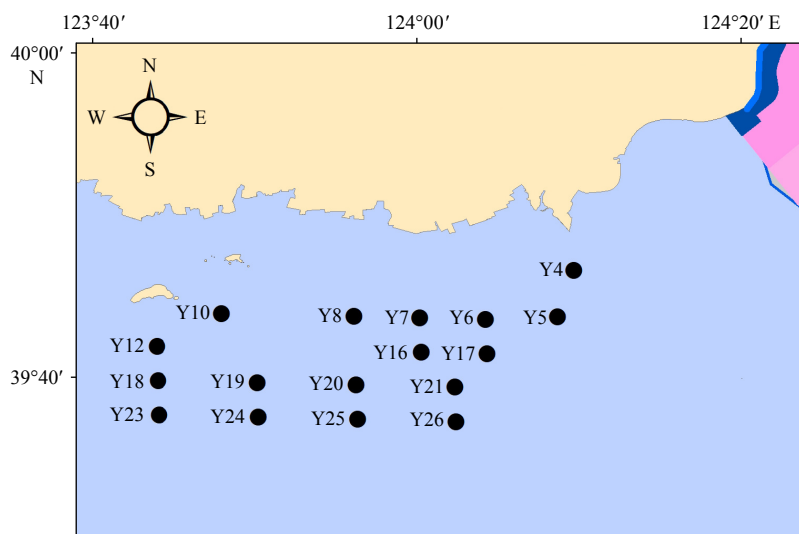 123°40′ 124°00′ 124°20′ E
40°00′
N
N
W E
S
Y4
Y10 Y8 Y7 Y6 Y5
Y12 Y16 Y17
39°40′ Y18 Y19 Y20 Y21
Y23 Y24 Y25 Y26